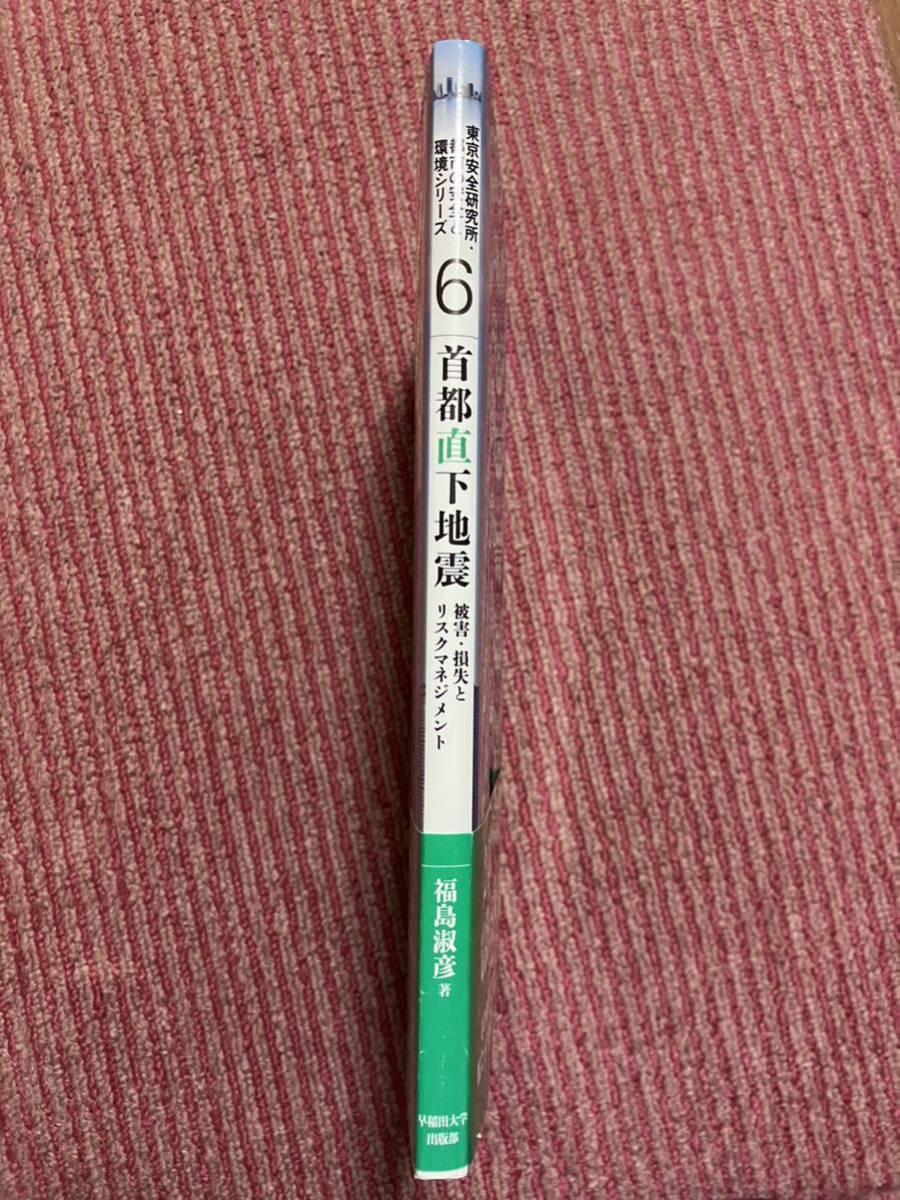 東京安全研究所・
都市の安全と
環境シリーズ
6
首都直下地震
被害・損失と
リスクマネジメント
福島淑彦
著
早稲田大学
出版部